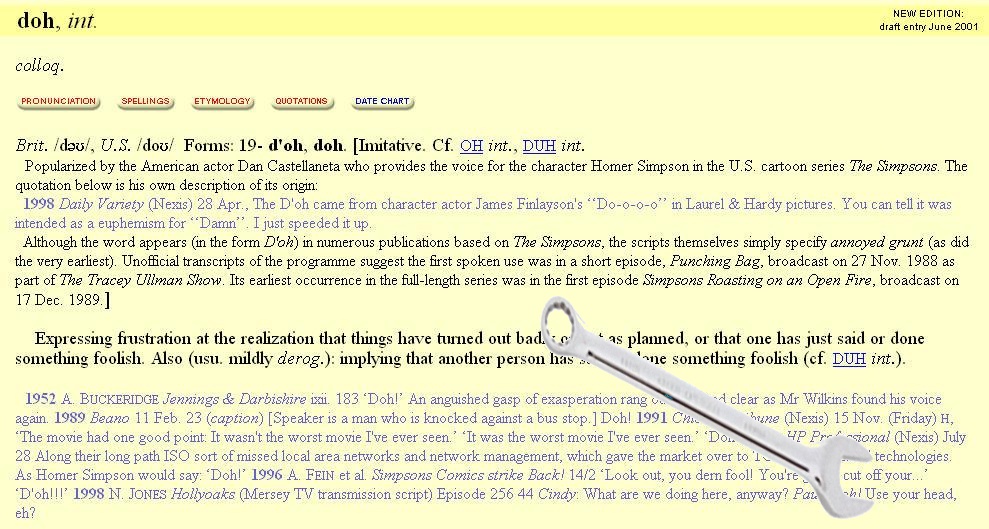 doh, int.
NEW EDITION:
draft entry June 2001
colloq.
PRONUNCIATION SPELLINGS ETYMOLOGY QUOTATIONS DATE CHART
Brit. /dəʊ/, U.S. /doʊ/ Forms: 19- d'oh, doh. [Imitative. Cf. OH int., DUH int.
Popularized by the American actor Dan Castellaneta who provides the voice for the character Homer Simpson in the U.S. cartoon series The Simpsons. The
quotation below is his own description of its origin:
1998 Daily Variety (Nexis) 28 Apr., The D'oh came from character actor James Finlayson's “Do-o-o-o” in Laurel & Hardy pictures. You can tell it was
intended as a euphemism for “Damn”. I just speeded it up.
Although the word appears (in the form D'oh) in numerous publications based on The Simpsons, the scripts themselves simply specify annoyed grunt (as did
the very earliest). Unofficial transcripts of the programme suggest the first spoken use was in a short episode, Punching Bag, broadcast on 27 Nov. 1988 as
part of The Tracey Ullman Show. Its earliest occurrence in the full-length series was in the first episode Simpsons Roasting on an Open Fire, broadcast on
17 Dec. 1989.]
Expressing frustration at the realization that things have turned out as planned, or that one has just said or done
something foolish. Also (usu. mildly derog.): implying that another person has done something foolish (cf. DUH int.).
1952 A. BUCKERIDGE Jennings & Darbishire ixii. 183 ‘Doh!’ An anguished gasp of exasperation rang clear as Mr Wilkins found his voice
again. 1989 Beano 11 Feb. 23 (caption) [Speaker is a man who is knocked against a bus stop.] Doh! 1991 (Nexis) 15 Nov. (Friday) H,
‘The movie had one good point: It wasn't the worst movie I've ever seen.’ ‘It was the worst movie I've ever seen.’ HP (Nexis) July
28 Along their long path ISO sort of missed local area networks and network management, which gave the market over to technologies.
As Homer Simpson would say: ‘Doh!’ 1996 A. FEIN et al. Simpsons Comics strike Back! 14/2 ‘Look out, you dern fool! You're cut off your...’
‘D'oh!!!’ 1998 N. JONES Hollyoaks (Mersey TV transmission script) Episode 256 44 Cindy: What are we doing here, anyway? Use your head,
eh?